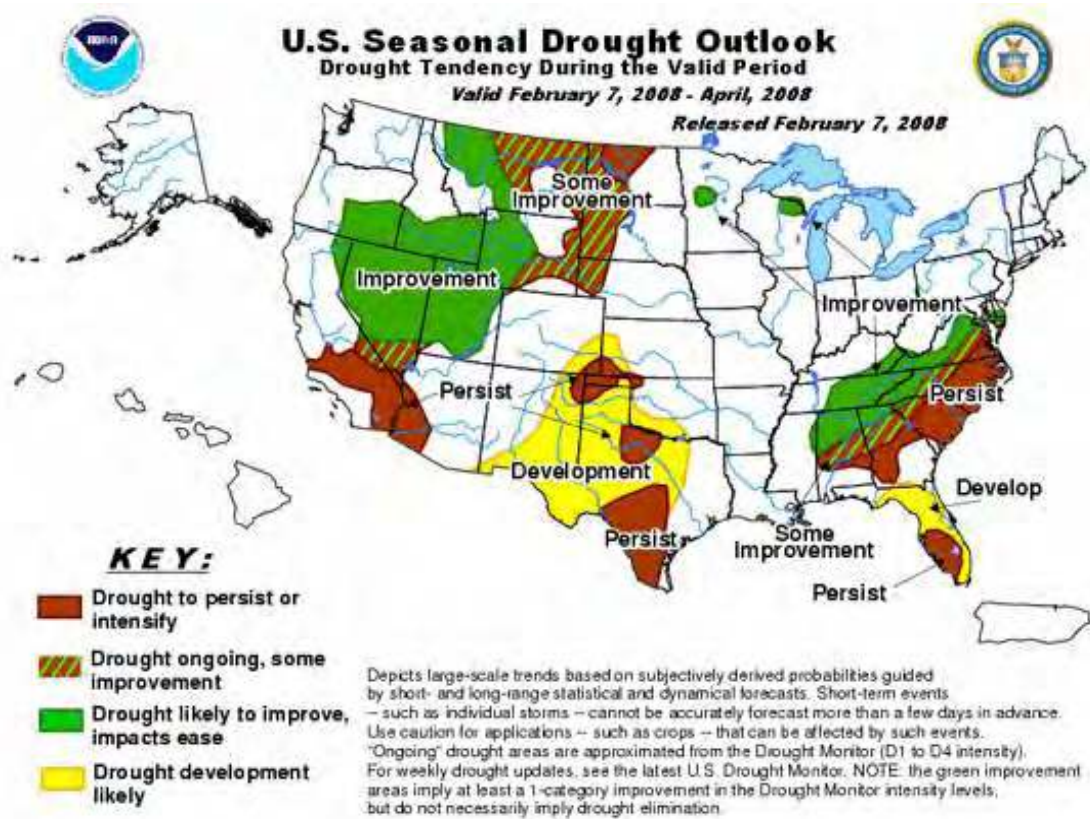 NOAA
U.S. Seasonal Drought Outlook
Drought Tendency During the Valid Period
Valid February 7, 2008 - April, 2008
Released February 7, 2008
Some
Improvement
Improvement
Improvement
Persist
Persist
Development
Develop
Persist
Some
Improvement
Persist
KEY:
Drought to persist or
intensify
Drought ongoing, some
improvement
Drought likely to improve,
impacts ease
Drought development
likely
Depicts large-scale trends based on subjectively derived probabilities guided
by short- and long-range statistical and dynamical forecasts. Short-term events
-- such as individual storms -- cannot be accurately forecast more than a few days in advance.
Use caution for applications -- such as crops -- that can be affected by such events.
"Ongoing" drought areas are approximated from the Drought Monitor (D1 to D4 intensity).
For weekly drought updates, see the latest U.S. Drought Monitor. NOTE: the green improvement
areas imply at least a 1-category improvement in the Drought Monitor intensity levels,
but do not necessarily imply drought elimination.